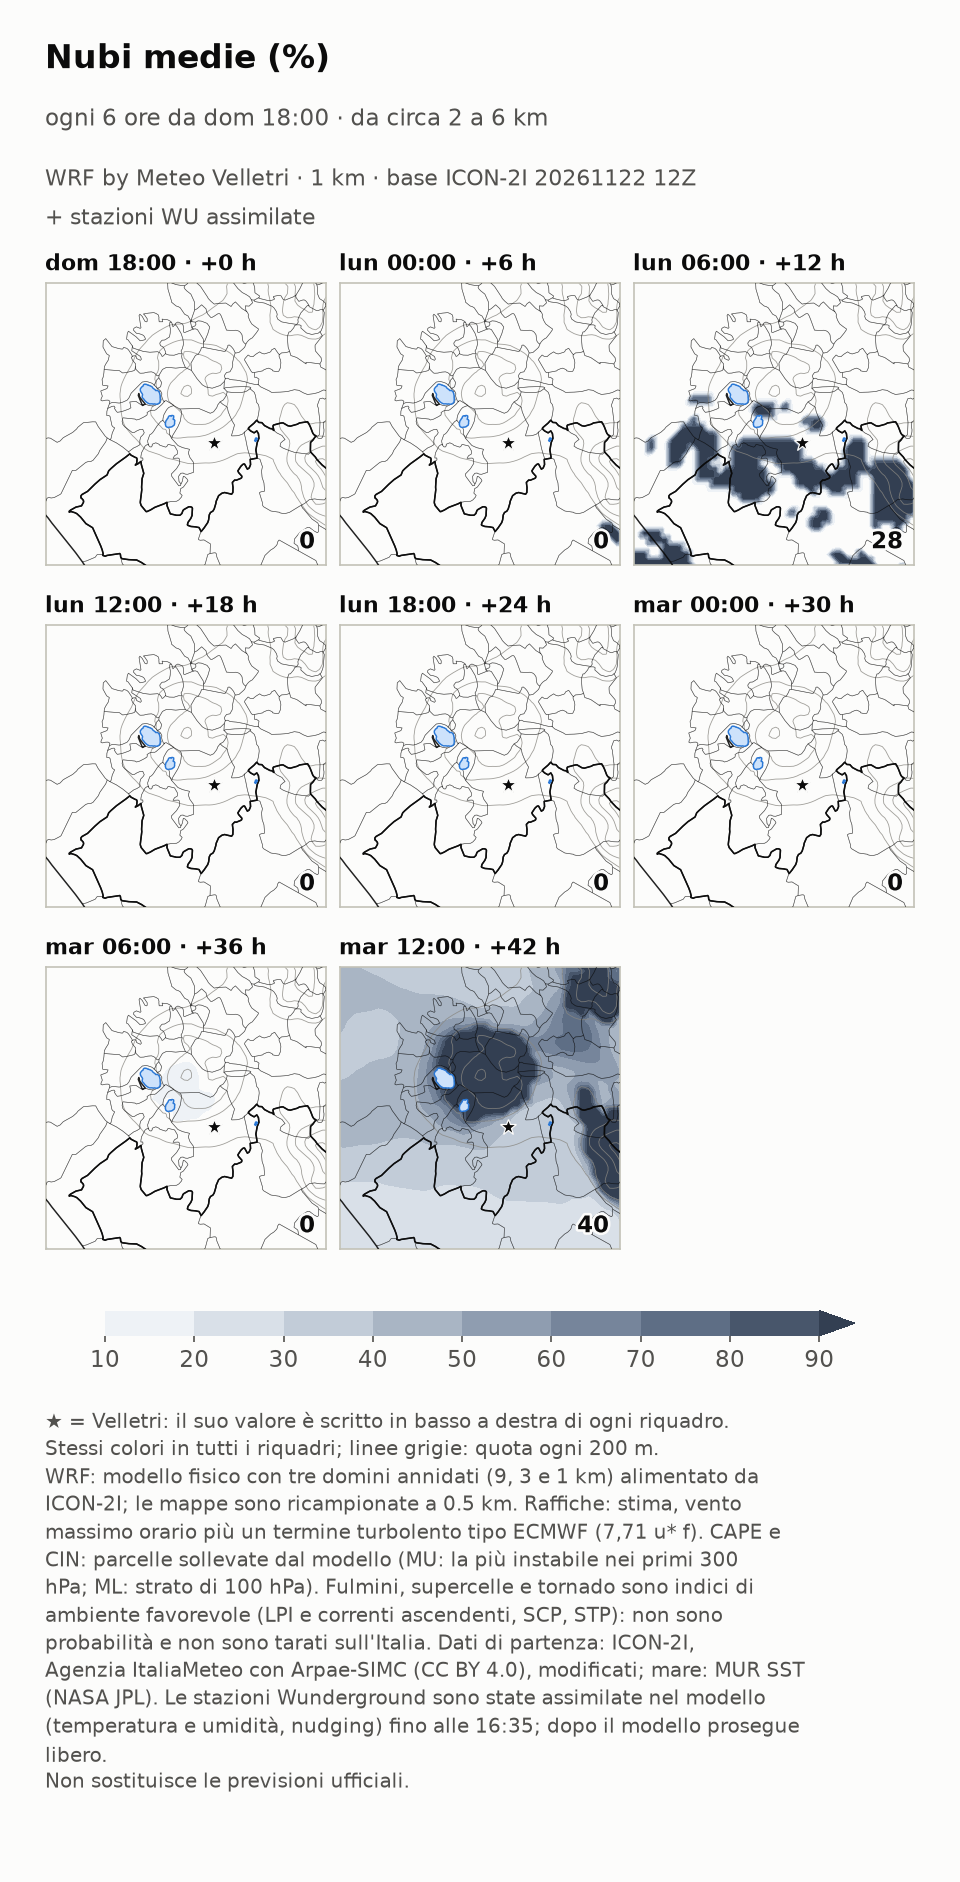 Nubi medie (%)
ogni 6 ore da dom 18:00 · da circa 2 a 6 km
WRF by Meteo Velletri · 1 km · base ICON-2I 20261122 12Z
+ stazioni WU assimilate
dom 18:00 · +0 h
lun 00:00 · +6 h
lun 06:00 · +12 h
0
0
28
lun 12:00 · +18 h
lun 18:00 · +24 h
mar 00:00 · +30 h
0
0
0
mar 06:00 · +36 h
mar 12:00 · +42 h
0
40
10 20 30 40 50 60 70 80 90
★ = Velletri: il suo valore è scritto in basso a destra di ogni riquadro.
Stessi colori in tutti i riquadri; linee grigie: quota ogni 200 m.
WRF: modello fisico con tre domini annidati (9, 3 e 1 km) alimentato da
ICON-2I; le mappe sono ricampionate a 0.5 km. Raffiche: stima, vento
massimo orario più un termine turbolento tipo ECMWF (7,71 u* f). CAPE e
CIN: parcelle sollevate dal modello (MU: la più instabile nei primi 300
hPa; ML: strato di 100 hPa). Fulmini, supercelle e tornado sono indici di
ambiente favorevole (LPI e correnti ascendenti, SCP, STP): non sono
probabilità e non sono tarati sull'Italia. Dati di partenza: ICON-2I,
Agenzia ItaliaMeteo con Arpae-SIMC (CC BY 4.0), modificati; mare: MUR SST
(NASA JPL). Le stazioni Wunderground sono state assimilate nel modello
(temperatura e umidità, nudging) fino alle 16:35; dopo il modello prosegue
libero.
Non sostituisce le previsioni ufficiali.